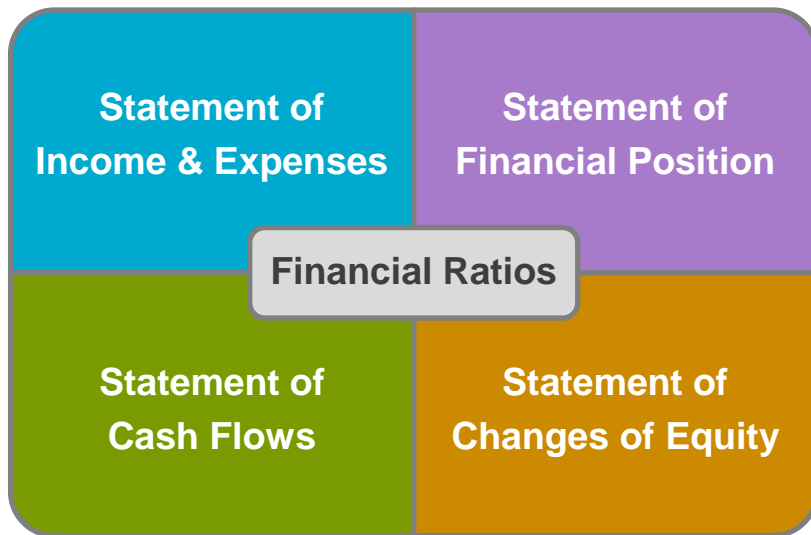 Statement of
Income & Expenses
Statement of
Financial Position
Financial Ratios
Statement of
Cash Flows
Statement of
Changes of Equity